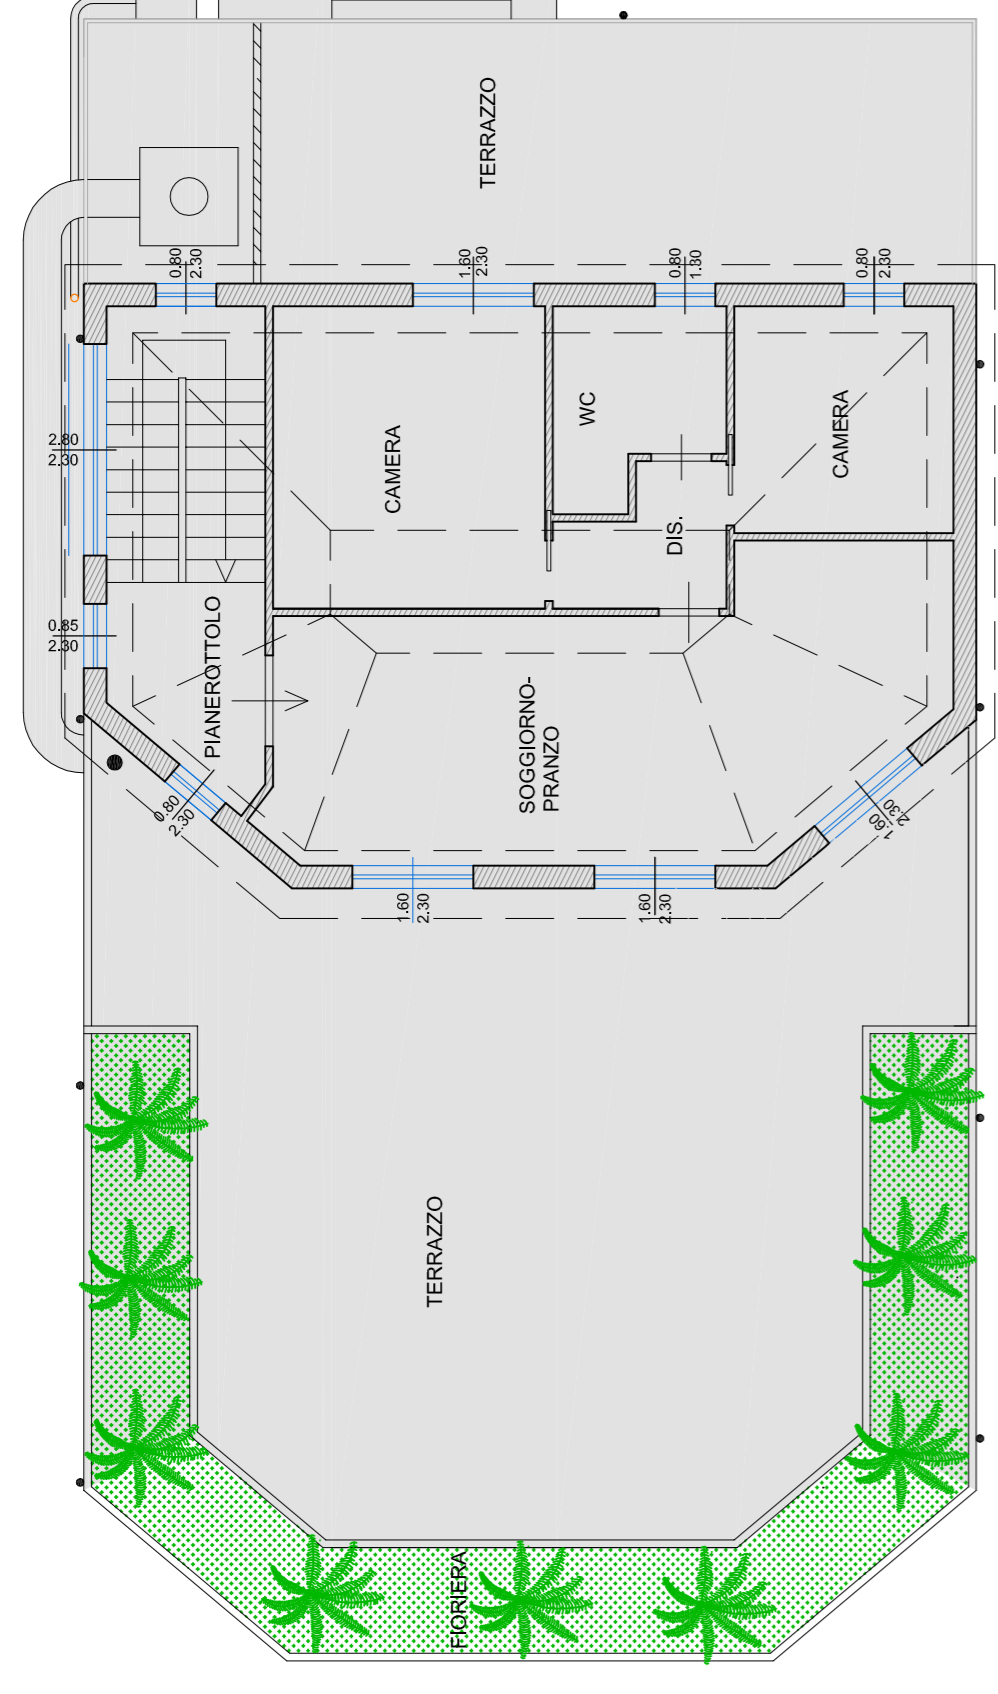 TERRAZZO
0.80
2.30
1.60
2.30
0.80
1.30
0.80
2.30
2.80
2.30
CAMERA
WC
CAMERA
DIS.
0.85
2.30
PIANEROTTOLO
SOGGIORNO-
PRANZO
0.80
2.30
1.60
2.30
1.60
2.30
1.60
2.30
TERRAZZO
FIORIERA